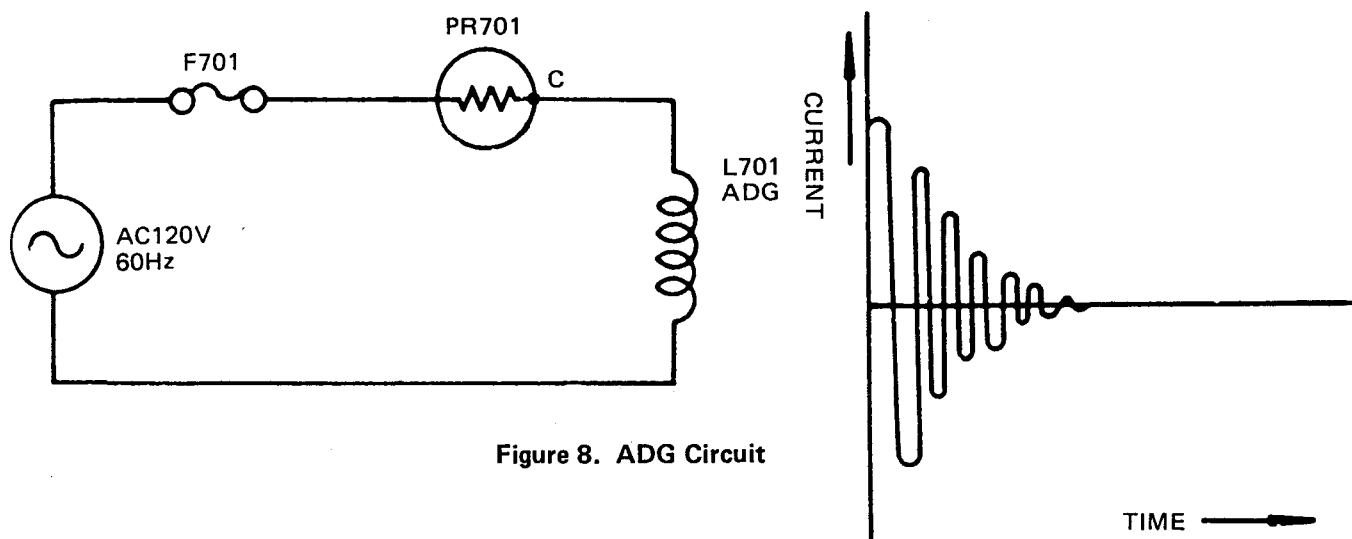 PR701
F701
C
L701
ADG
AC120V
60Hz
CURRENT
Figure 8. ADG Circuit
TIME